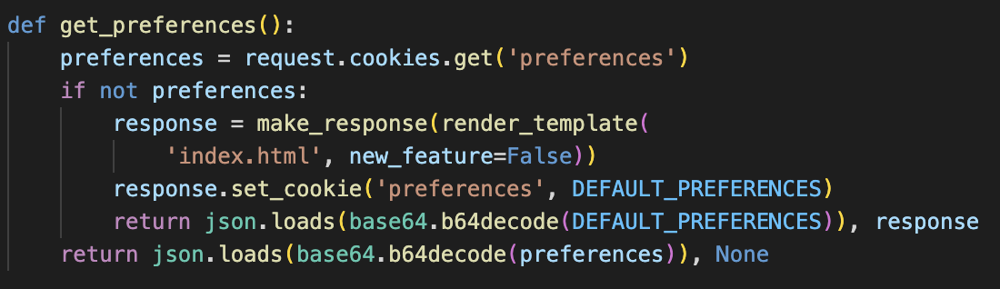 def get_preferences():
    preferences = request.cookies.get('preferences')
    if not preferences:
        response = make_response(render_template(
            'index.html', new_feature=False))
        response.set_cookie('preferences', DEFAULT_PREFERENCES)
        return json.loads(base64.b64decode(DEFAULT_PREFERENCES)), response
    return json.loads(base64.b64decode(preferences)), None